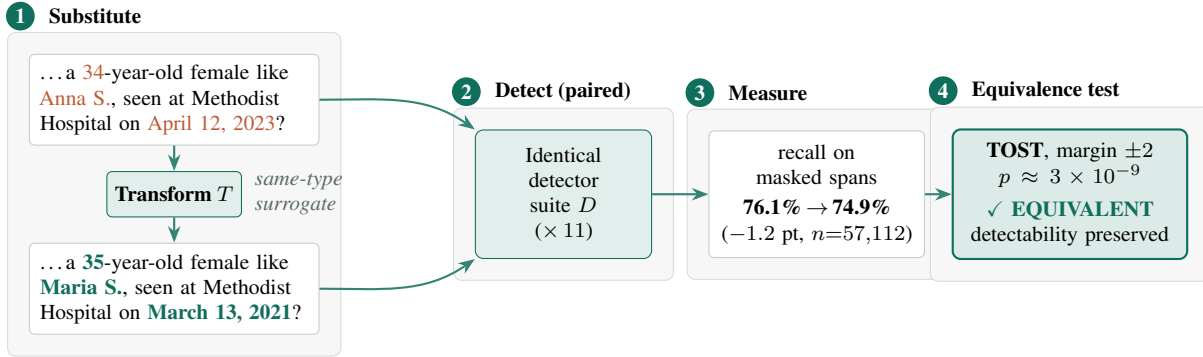 1 Substitute
...a 34-year-old female like
Anna S., seen at Methodist
Hospital on April 12, 2023?
Transform T
same-type
surrogate
...a 35-year-old female like
Maria S., seen at Methodist
Hospital on March 13, 2021?
2 Detect (paired)
Identical
detector
suite D
(× 11)
3 Measure
recall on
masked spans
76.1% → 74.9%
(−1.2 pt, n=57,112)
4 Equivalence test
TOST, margin ±2
p ≈ 3 × 10⁻⁹
✓ EQUIVALENT
detectability preserved